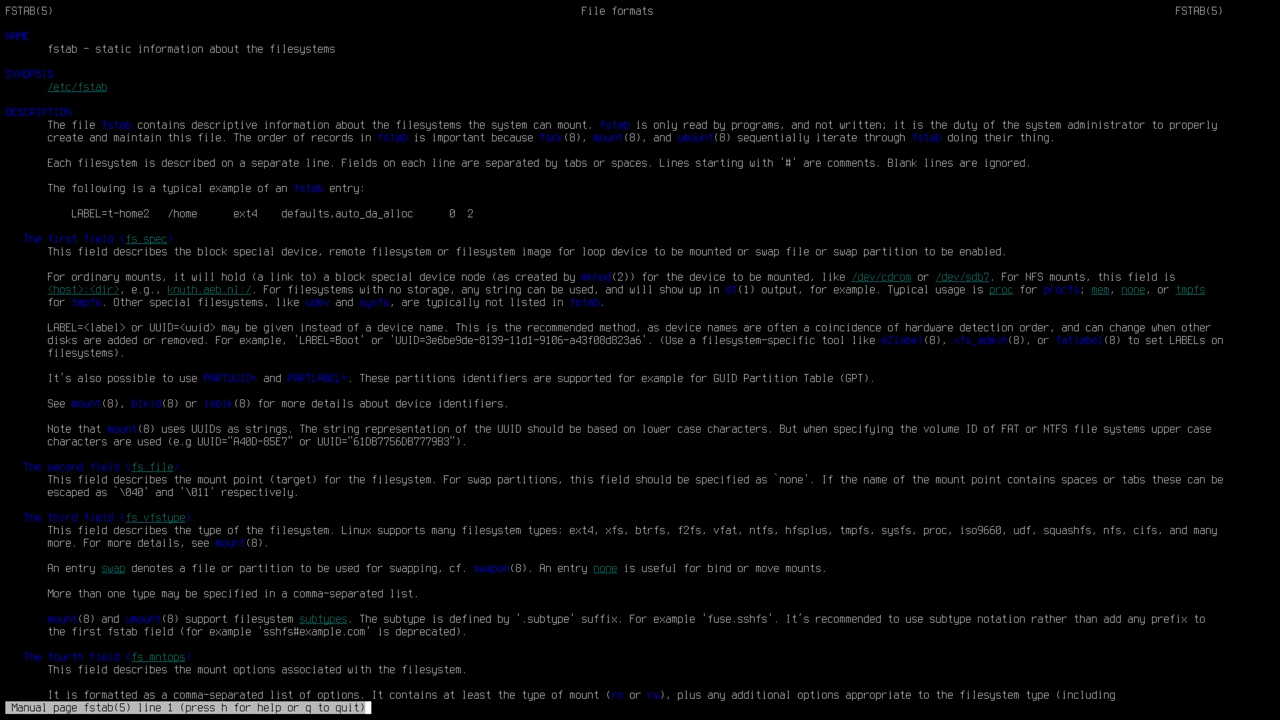 FSTAB(5) File formats FSTAB(5)
NAME
fstab - static information about the filesystems
SYNOPSIS
/etc/fstab
DESCRIPTION
The file fstab contains descriptive information about the filesystems the system can mount. fstab is only read by programs, and not written; it is the duty of the system administrator to properly
create and maintain this file. The order of records in fstab is important because fsck(8), mount(8), and umount(8) sequentially iterate through fstab doing their thing.
Each filesystem is described on a separate line. Fields on each line are separated by tabs or spaces. Lines starting with '#' are comments. Blank lines are ignored.
The following is a typical example of an fstab entry:
LABEL=t-home2 /home ext4 defaults,auto_da_alloc 0 2
The first field (fs_spec)
This field describes the block special device, remote filesystem or filesystem image for loop device to be mounted or swap file or swap partition to be enabled.
For ordinary mounts, it will hold (a link to) a block special device node (as created by mknod(2)) for the device to be mounted, like /dev/cdrom or /dev/sdb7. For NFS mounts, this field is
<host>:<dir>, e.g., knuth.aeb.nl:/. For filesystems with no storage, any string can be used, and will show up in df(1) output, for example. Typical usage is proc for procfs; mem, none, or tmpfs
for tmpfs. Other special filesystems, like udev and sysfs, are typically not listed in fstab.
LABEL=<label> or UUID=<uuid> may be given instead of a device name. This is the recommended method, as device names are often a coincidence of hardware detection order, and can change when other
disks are added or removed. For example, 'LABEL=Boot' or 'UUID=3e6be9de-8139-11d1-9106-a43f08d823a6'. (Use a filesystem-specific tool like e2label(8), xfs_admin(8), or fatlabel(8) to set LABELs on
filesystems).
It's also possible to use PARTUUID= and PARTLABEL=. These partitions identifiers are supported for example for GUID Partition Table (GPT).
See mount(8), blkid(8) or lsblk(8) for more details about device identifiers.
Note that mount(8) uses UUIDs as strings. The string representation of the UUID should be based on lower case characters. But when specifying the volume ID of FAT or NTFS file systems upper case
characters are used (e.g UUID="A40D-85E7" or UUID="61DB7756DB7779B3").
The second field (fs_file)
This field describes the mount point (target) for the filesystem. For swap partitions, this field should be specified as `none'. If the name of the mount point contains spaces or tabs these can be
escaped as `\040' and '\011' respectively.
The third field (fs_vfstype)
This field describes the type of the filesystem. Linux supports many filesystem types: ext4, xfs, btrfs, f2fs, vfat, ntfs, hfsplus, tmpfs, sysfs, proc, iso9660, udf, squashfs, nfs, cifs, and many
more. For more details, see mount(8).
An entry swap denotes a file or partition to be used for swapping, cf. swapon(8). An entry none is useful for bind or move mounts.
More than one type may be specified in a comma-separated list.
mount(8) and umount(8) support filesystem subtypes. The subtype is defined by '.subtype' suffix. For example 'fuse.sshfs'. It's recommended to use subtype notation rather than add any prefix to
the first fstab field (for example 'sshfs#example.com' is deprecated).
The fourth field (fs_mntops)
This field describes the mount options associated with the filesystem.
It is formatted as a comma-separated list of options. It contains at least the type of mount (ro or rw), plus any additional options appropriate to the filesystem type (including
Manual page fstab(5) line 1 (press h for help or q to quit)